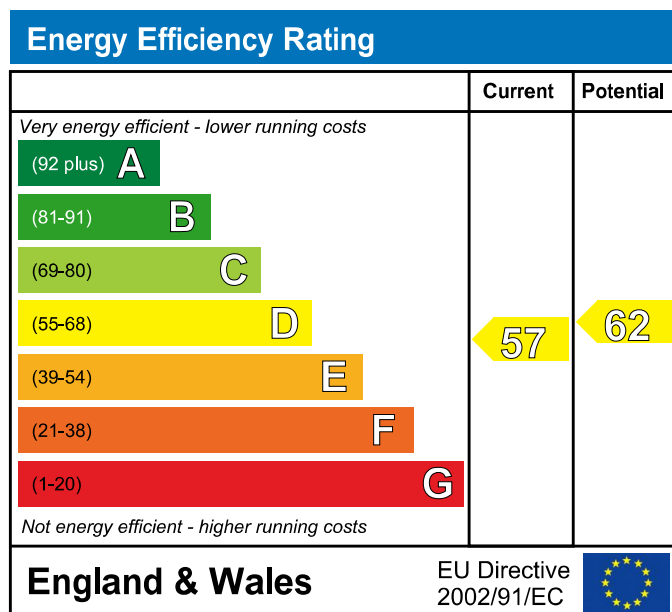 Energy Efficiency Rating
Current Potential
Very energy efficient - lower running costs
(92 plus) A
(81-91) B
(69-80) C
(55-68) D
(39-54) E
(21-38) F
(1-20) G
57
62
Not energy efficient - higher running costs
England & Wales
EU Directive
2002/91/EC